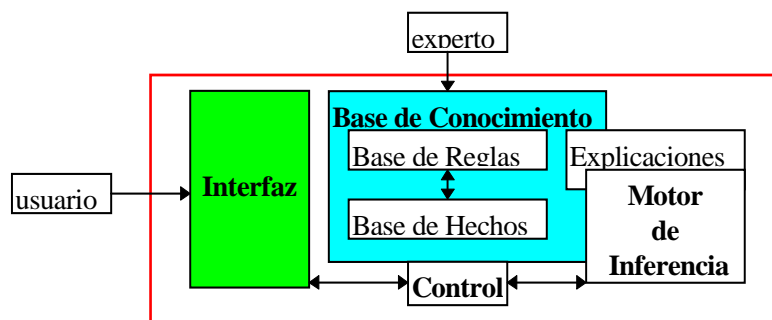 experto
Base de Conocimiento
Base de Reglas
Explicaciones
Interfaz
usuario
Base de Hechos
Motor
de
Inferencia
Control